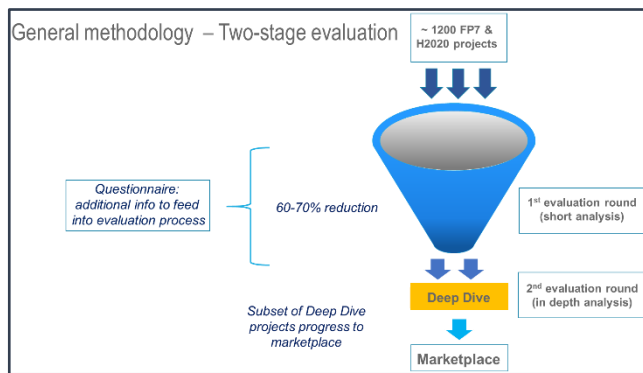 General methodology – Two-stage evaluation
~ 1200 FP7 &
H2020 projects
Questionnaire:
additional info to feed
into evaluation process
60-70% reduction
1st evaluation round
(short analysis)
Deep Dive
2nd evaluation round
(in depth analysis)
Subset of Deep Dive
projects progress to
marketplace
Marketplace